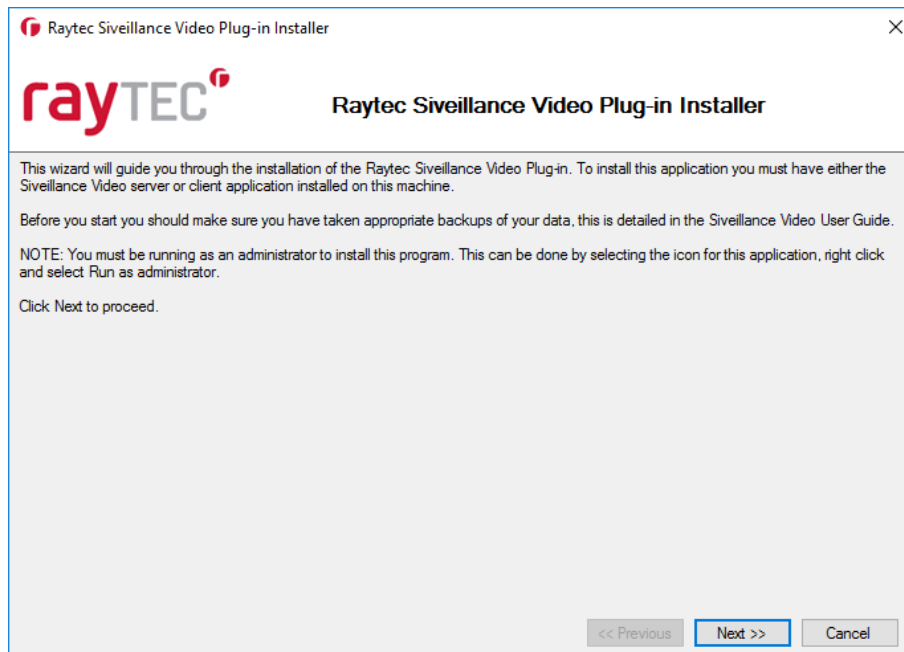 Raytec Siveillance Video Plug-in Installer
rayTEC
Raytec Siveillance Video Plug-in Installer
This wizard will guide you through the installation of the Raytec Siveillance Video Plug-in. To install this application you must have either the
Siveillance Video server or client application installed on this machine.
Before you start you should make sure you have taken appropriate backups of your data, this is detailed in the Siveillance Video User Guide.
NOTE: You must be running as an administrator to install this program. This can be done by selecting the icon for this application, right click
and select Run as administrator.
Click Next to proceed.
<< Previous
Next >>
Cancel